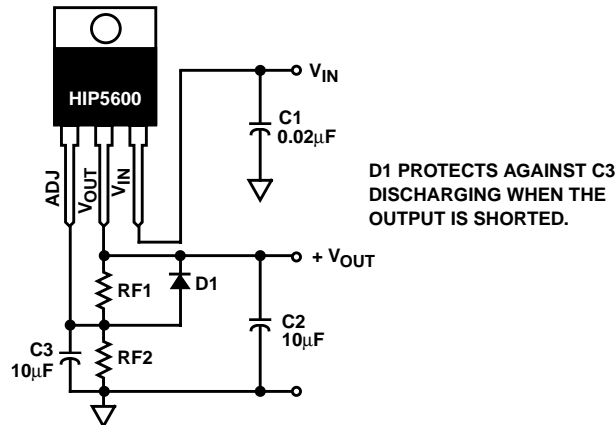 HIP5600
ADJ
VOUT
VIN
VIN
C1
0.02µF
D1 PROTECTS AGAINST C3
DISCHARGING WHEN THE
OUTPUT IS SHORTED.
+ VOUT
RF1
D1
C2
10µF
C3
10µF
RF2